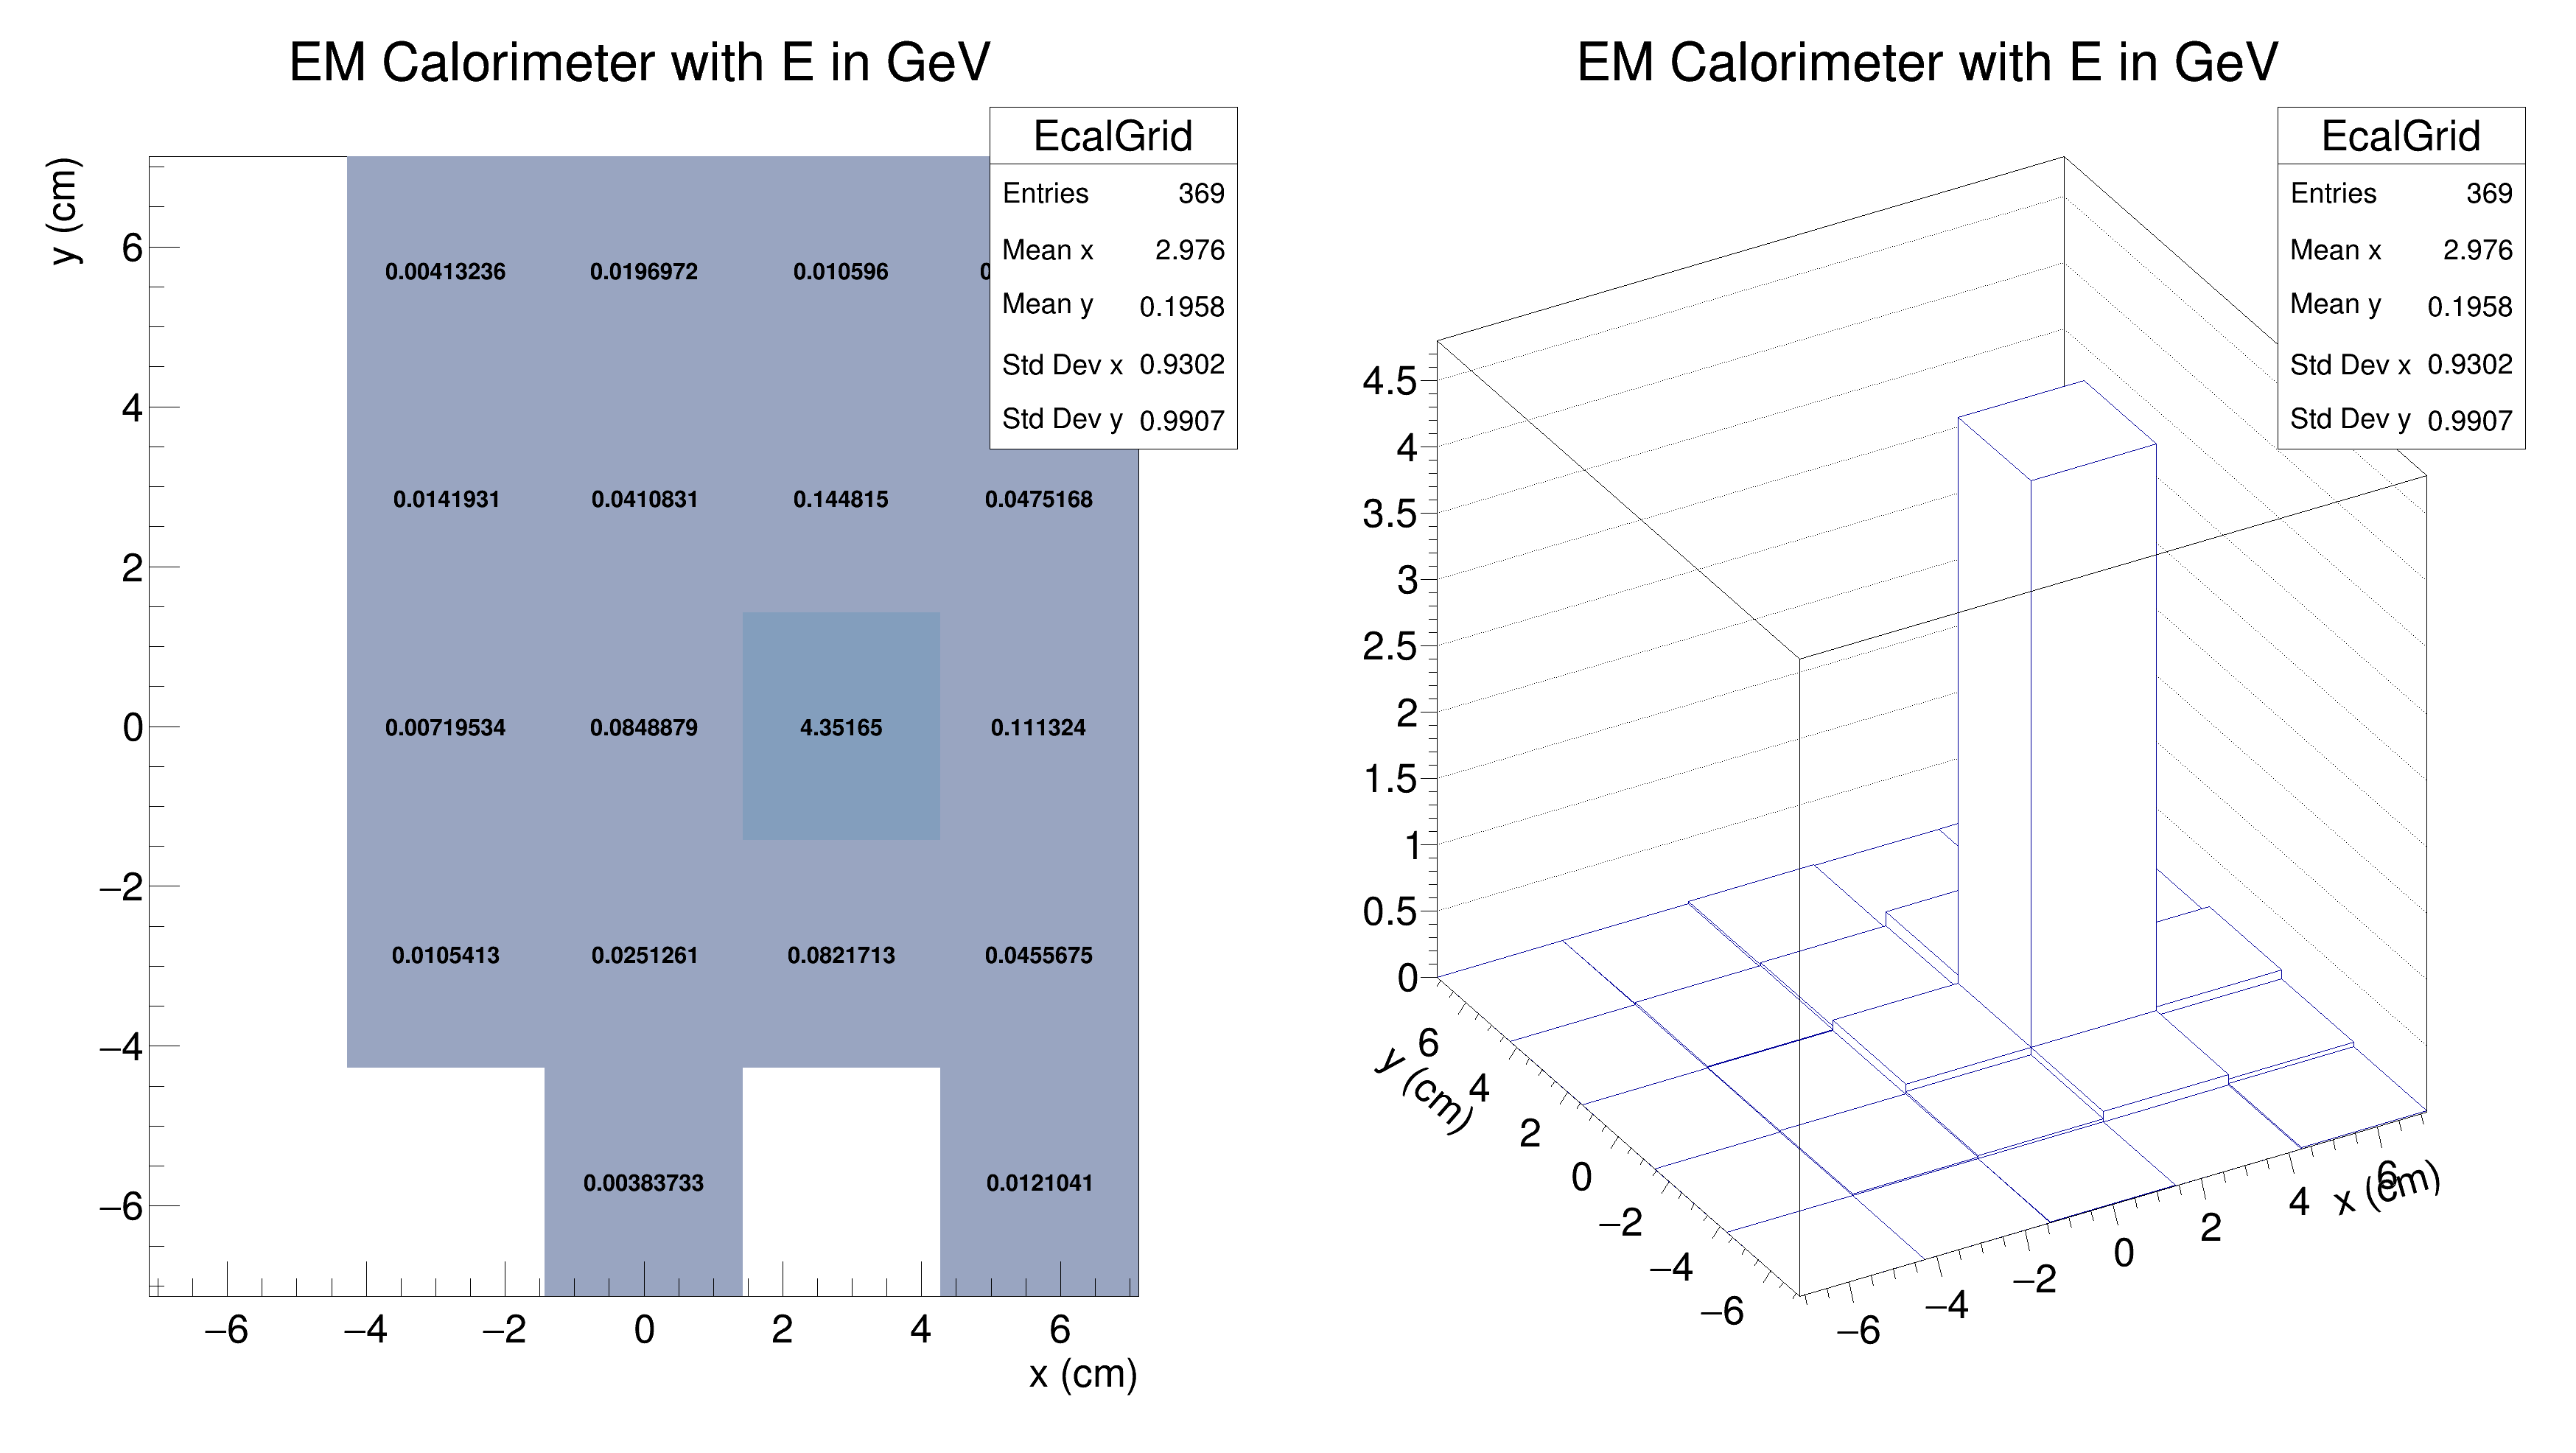 EM Calorimeter with E in GeV
EcalGrid
Entries 369
Mean x 2.976
Mean y 0.1958
Std Dev x 0.9302
Std Dev y 0.9907
y (cm)
6
4
2
0
−2
−4
−6
0.00413236 0.0196972 0.010596
0.0141931 0.0410831 0.144815 0.0475168
0.00719534 0.0848879 4.35165 0.111324
0.0105413 0.0251261 0.0821713 0.0455675
0.00383733 0.0121041
−6 −4 −2 0 2 4 6
x (cm)
EM Calorimeter with E in GeV
EcalGrid
Entries 369
Mean x 2.976
Mean y 0.1958
Std Dev x 0.9302
Std Dev y 0.9907
4.5
4
3.5
3
2.5
2
1.5
1
0.5
0
6
4
2
0
−2
−4
−6
y (cm)
−6
−4
−2
0
2
4
6
x (cm)